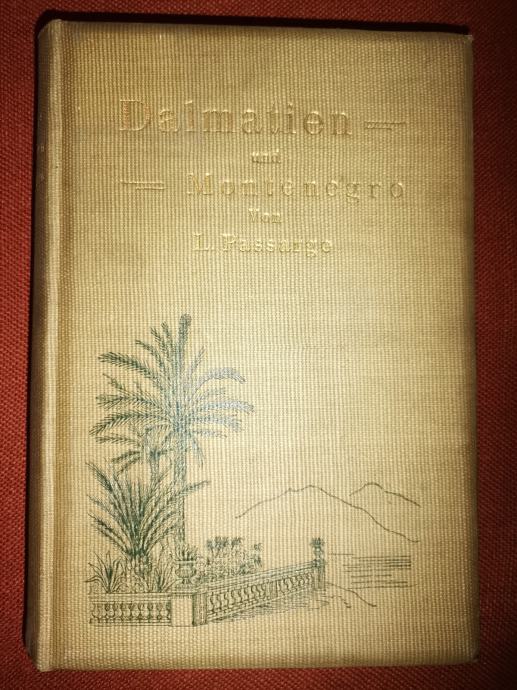 Dalmatien
und
Montenegro
Von
L. Passarge